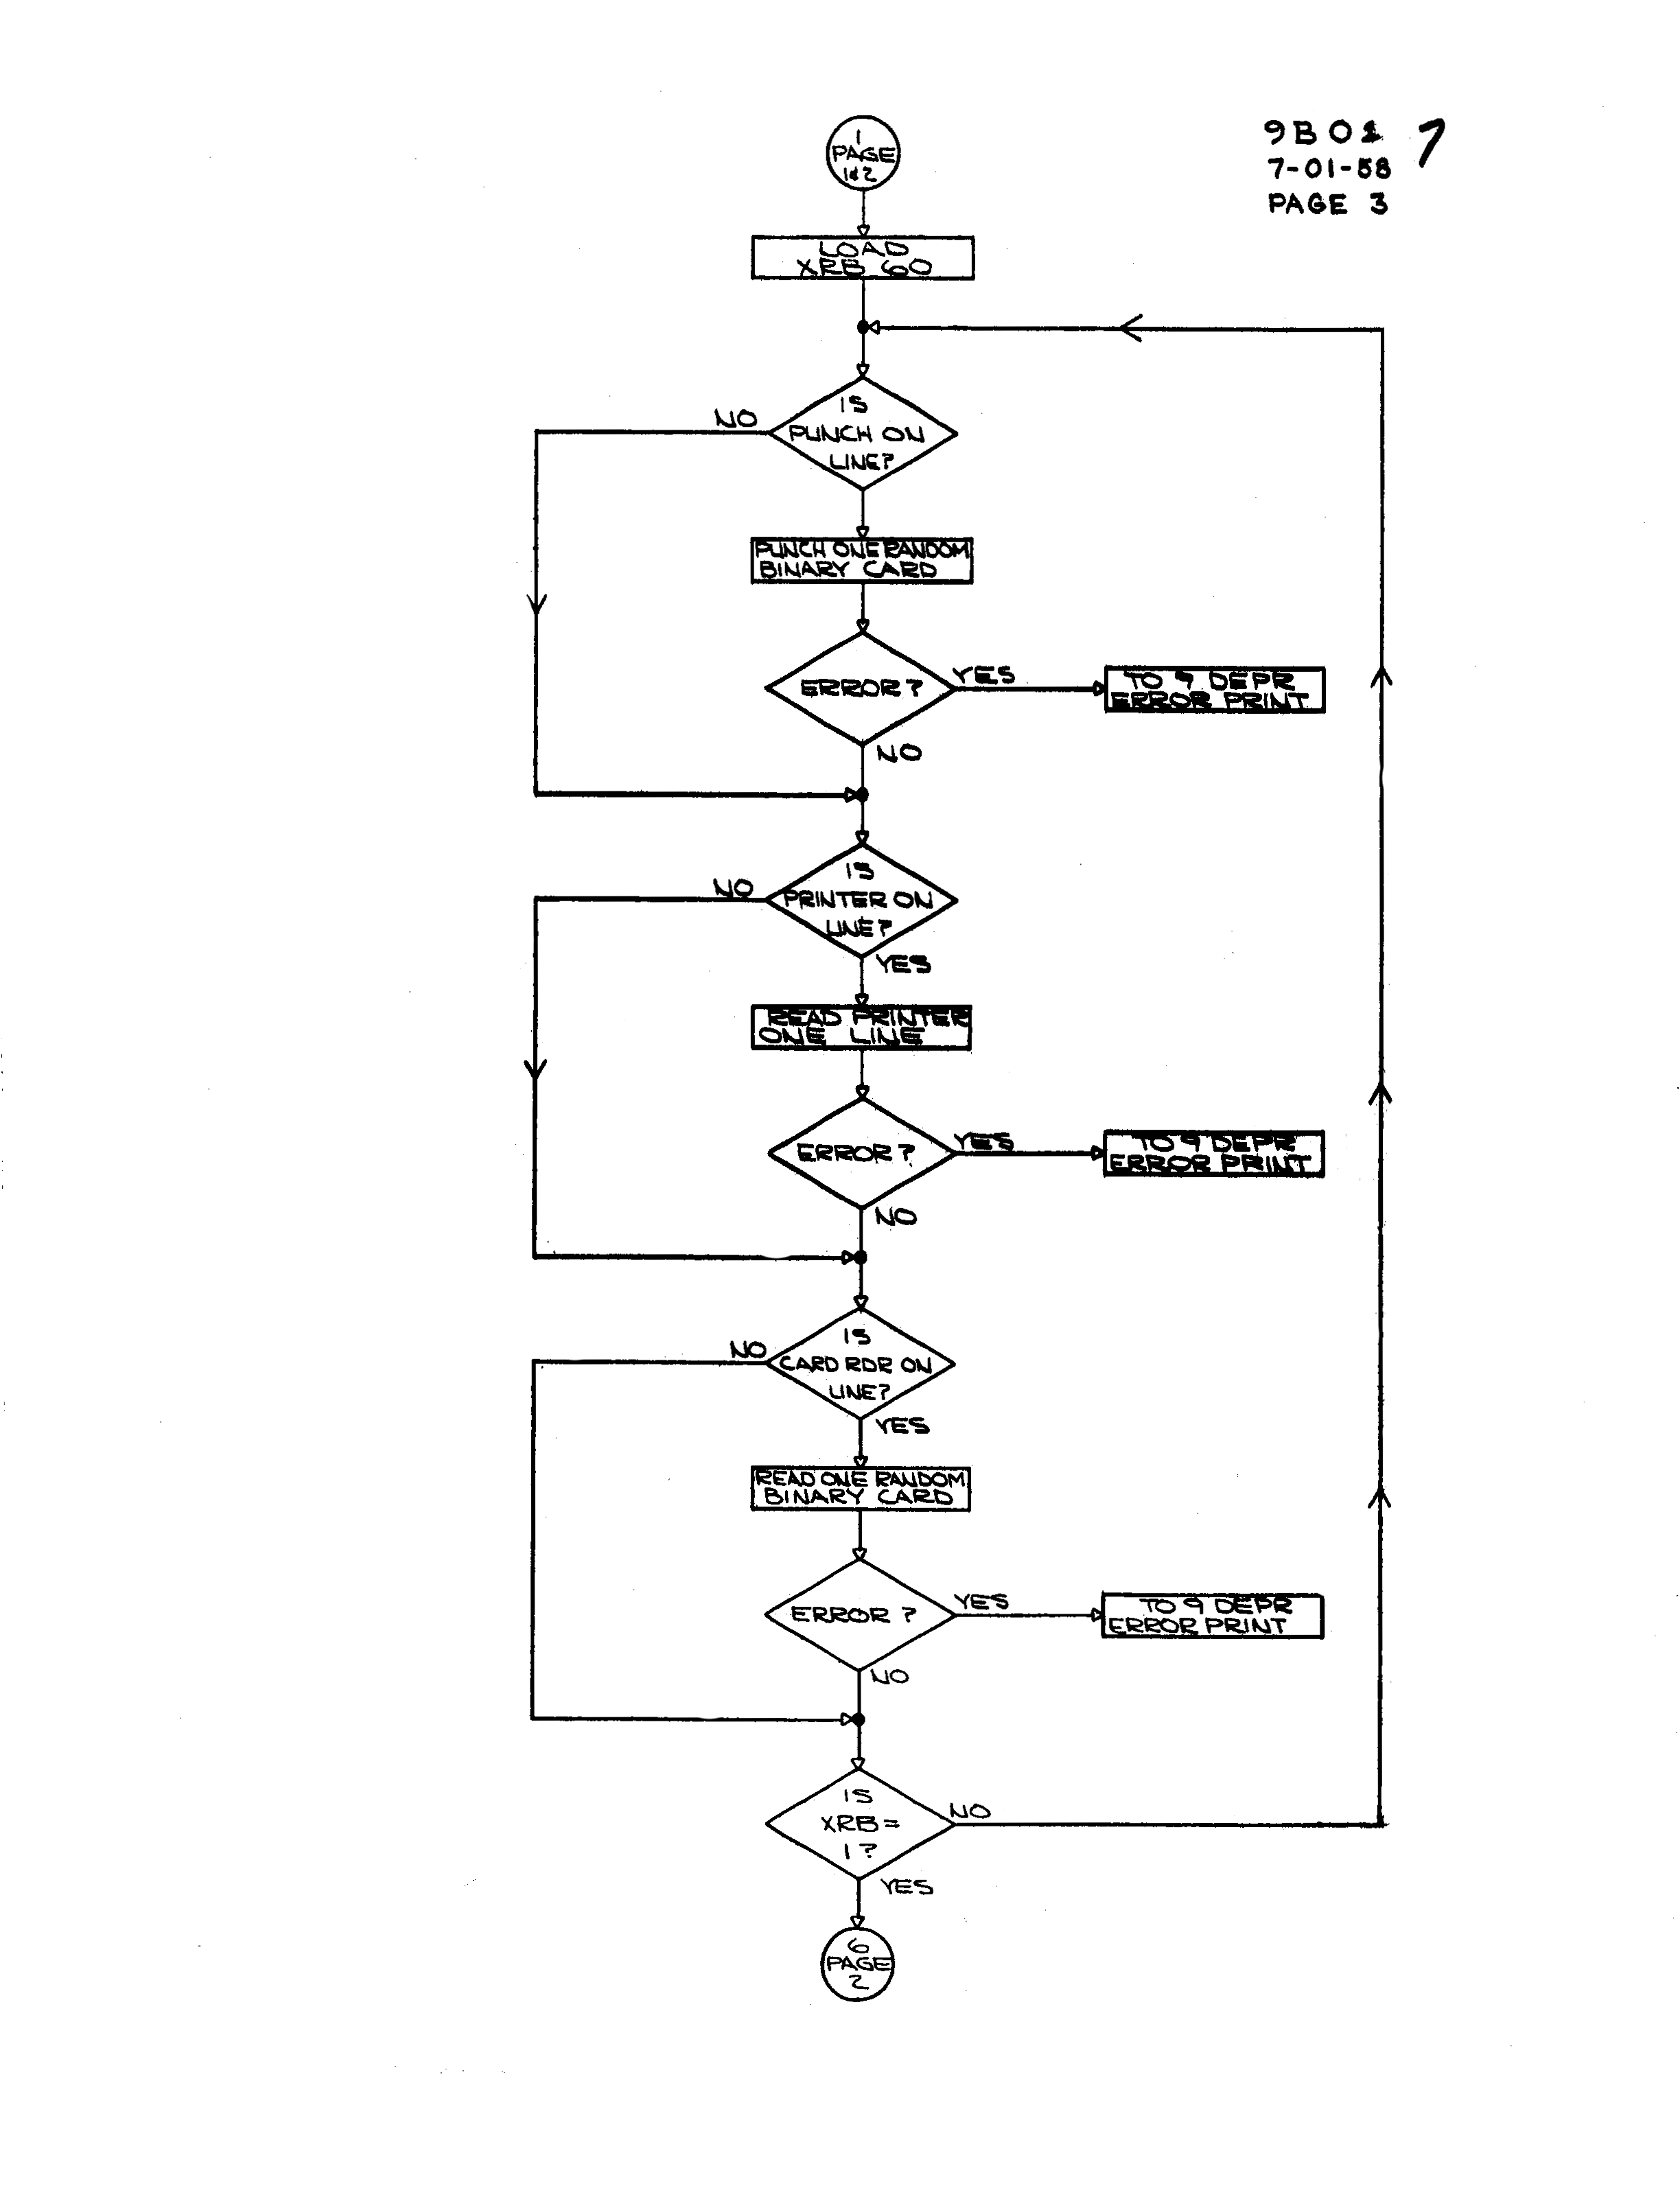 9B01 7
7-01-58
PAGE 3
1
PAGE
1&2
LOAD
XRB 60
IS
PUNCH ON
LINE?
NO
PUNCH ONE RANDOM
BINARY CARD
ERROR?
YES
TO 9 DEPR
ERROR PRINT
NO
IS
PRINTER ON
LINE?
NO
YES
READ PRINTER
ONE LINE
ERROR?
YES
TO 9 DEPR
ERROR PRINT
NO
IS
CARD RDR ON
LINE?
NO
YES
READ ONE RANDOM
BINARY CARD
ERROR?
YES
TO 9 DEPR
ERROR PRINT
NO
IS
XRB=
1?
NO
YES
6
PAGE
2